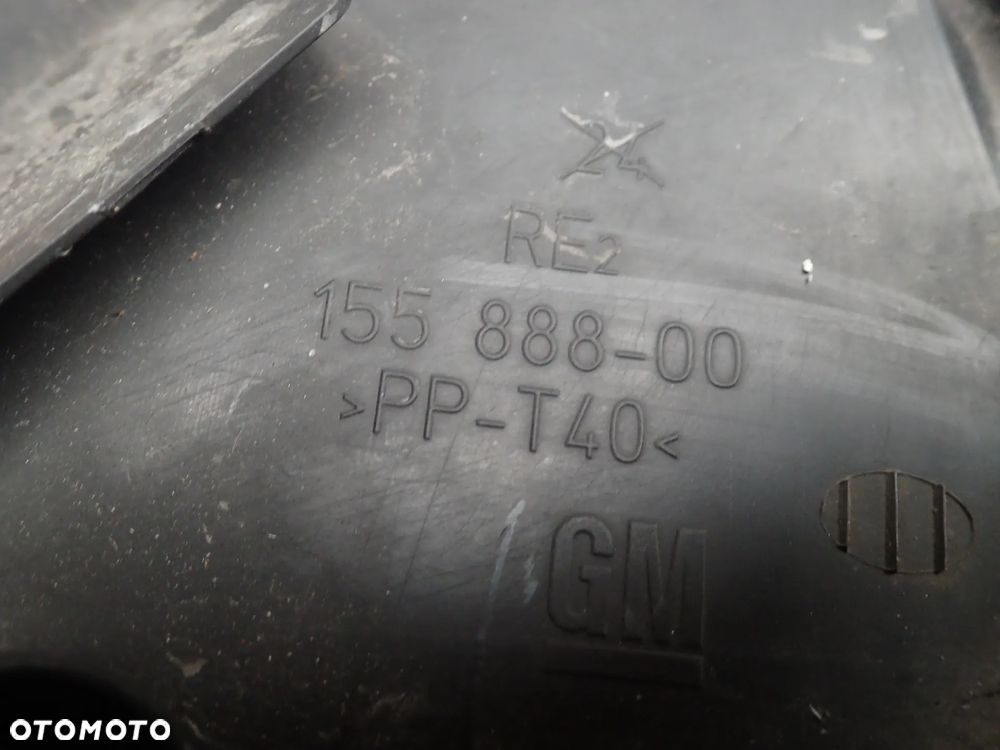 24
RE2
155 888-00
>PP-T40<
GM
OTOMOTO